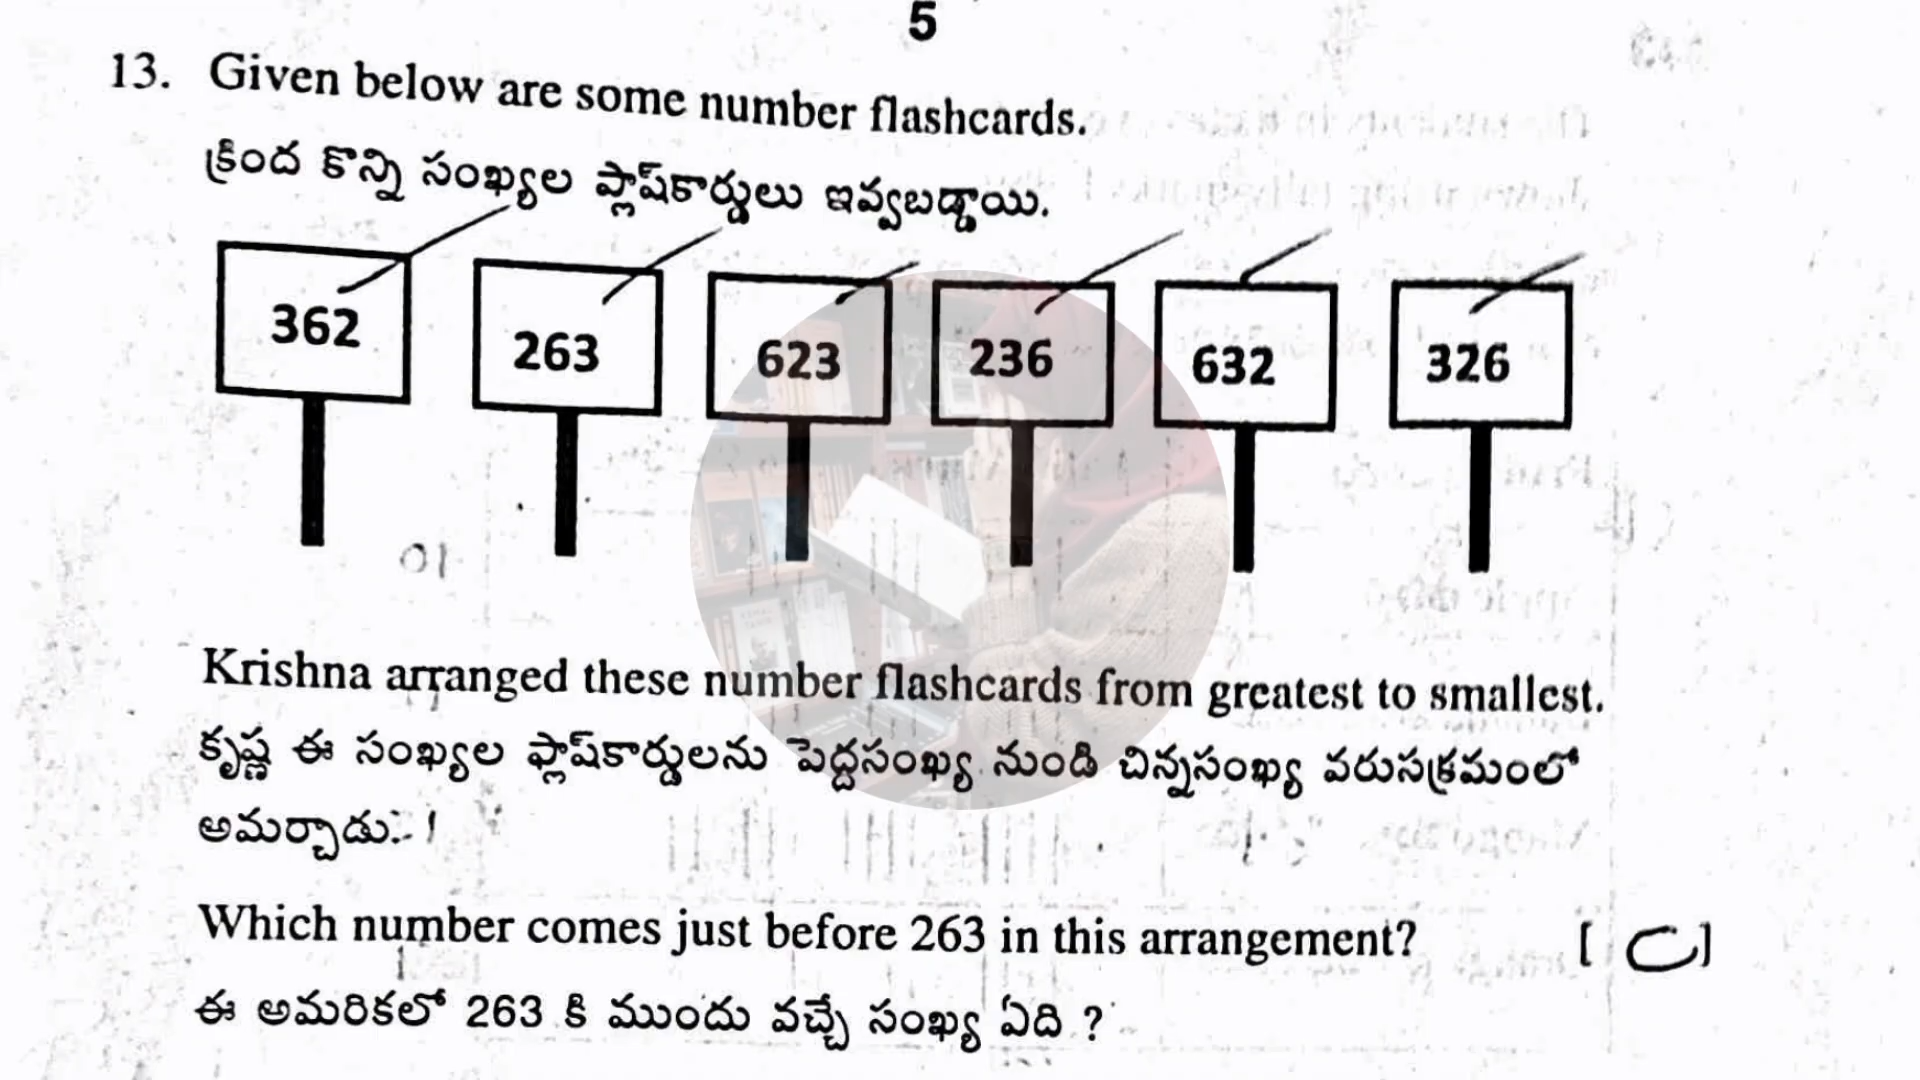 5
13. Given below are some number flashcards.
క్రింద కొన్ని సంఖ్యల ఫ్లాష్‌కార్డులు ఇవ్వబడ్డాయి.
362 263 623 236 632 326
Krishna arranged these number flashcards from greatest to smallest.
కృష్ణ ఈ సంఖ్యల ఫ్లాష్‌కార్డులను పెద్దసంఖ్య నుండి చిన్నసంఖ్య వరుసక్రమంలో
అమర్చాడు.
Which number comes just before 263 in this arrangement? [ C ]
ఈ అమరికలో 263 కి ముందు వచ్చే సంఖ్య ఏది ?